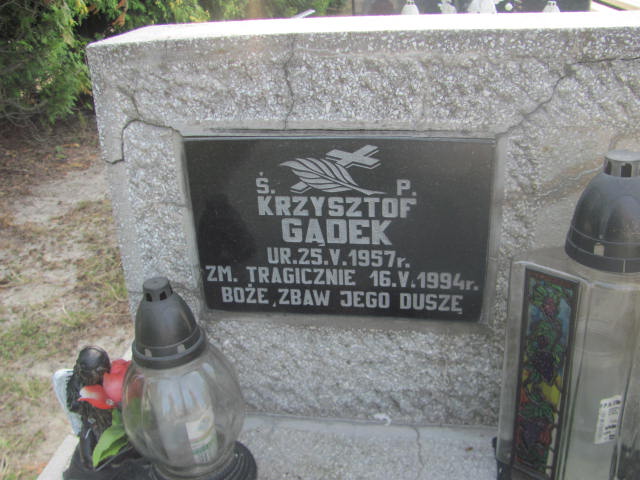 Ś. P.
KRZYSZTOF
GĄDEK
UR. 25.V.1957r.
ZM. TRAGICZNIE 16.V.1994r.
BOŻE, ZBAW JEGO DUSZĘ